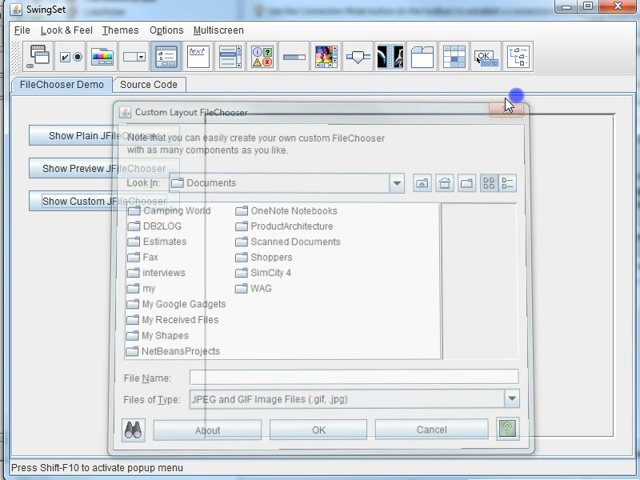 SwingSet
File Look & Feel Themes Options Multiscreen
OK
FileChooser Demo Source Code
Custom Layout FileChooser
Show Plain JFileChooser
Note that you can easily create your own custom FileChooser
with as many components as you like.
Show Preview JFileChooser
Look In: Documents
Show Custom JFileChooser
Camping World OneNote Notebooks
DB2LOG ProductArchitecture
Estimates Scanned Documents
Fax Shoppers
interviews SimCity 4
my WAG
My Google Gadgets
My Received Files
My Shapes
NetBeansProjects
File Name:
Files of Type: JPEG and GIF Image Files (.gif, .jpg)
About OK Cancel ?
Press Shift-F10 to activate popup menu